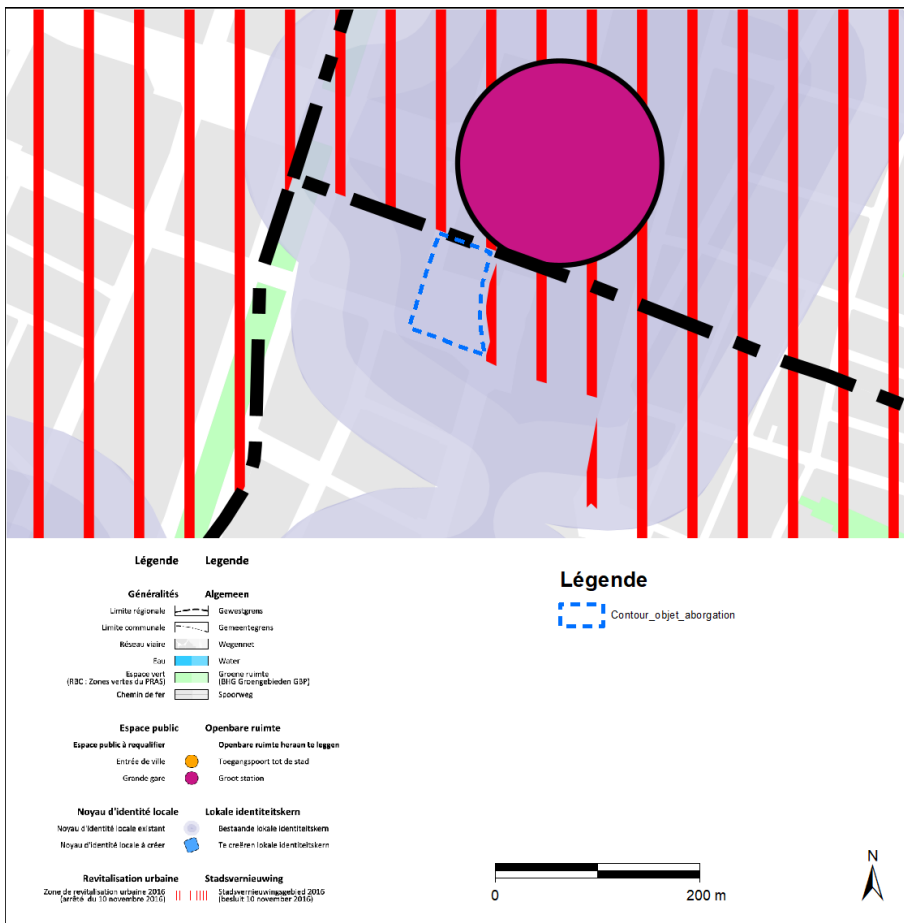 Légende Legende
Légende
Généralités Algemeen
Contour_objet_aborgation
Limite régionale Gewestgrens
Limite communale Gemeentegrens
Réseau viaire Wegennet
Eau Water
Espace vert Groene ruimte
(RBC : Zones vertes du PRAS) (BHG Groengebieden GBP)
Chemin de fer Spoorweg
Espace public Openbare ruimte
Espace public à requalifier Openbare ruimte heraan te leggen
Entrée de ville Toegangspoort tot de stad
Grande gare Groot station
Noyau d'identité locale Lokale identiteitskern
Noyau d'identité locale existant Bestaande lokale identiteitskern
Noyau d'identité locale à créer Te creëren lokale identiteitskern
Revitalisation urbaine Stadsvernieuwing
Zone de revitalisation urbaine 2016 Stadsvernieuwingsgebied 2016
(arrêté du 10 novembre 2016) (besluit 10 november 2016)
0 200 m
N